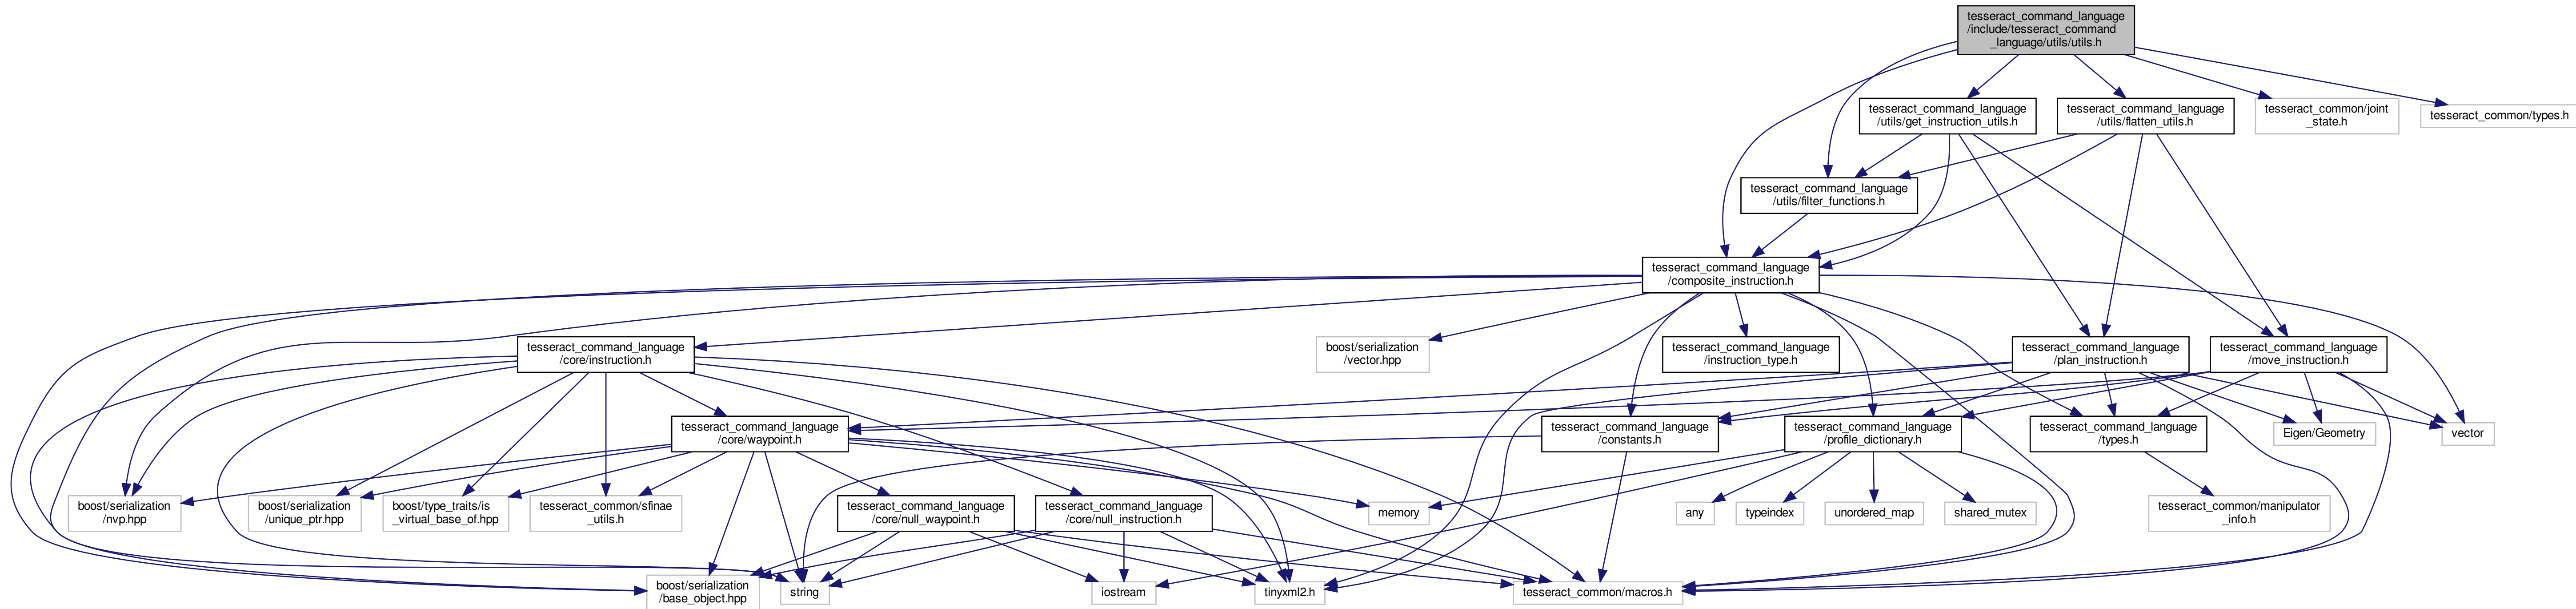 tesseract_command_language
/include/tesseract_command
_language/utils/utils.h
tesseract_command_language
/utils/get_instruction_utils.h
tesseract_command_language
/utils/flatten_utils.h
tesseract_common/joint
_state.h
tesseract_common/types.h
tesseract_command_language
/utils/filter_functions.h
tesseract_command_language
/composite_instruction.h
tesseract_command_language
/core/instruction.h
boost/serialization
/vector.hpp
tesseract_command_language
/instruction_type.h
tesseract_command_language
/plan_instruction.h
tesseract_command_language
/move_instruction.h
tesseract_command_language
/core/waypoint.h
tesseract_command_language
/constants.h
tesseract_command_language
/profile_dictionary.h
tesseract_command_language
/types.h
Eigen/Geometry
vector
boost/serialization
/nvp.hpp
boost/serialization
/unique_ptr.hpp
boost/type_traits/is
_virtual_base_of.hpp
tesseract_common/sfinae
_utils.h
tesseract_command_language
/core/null_waypoint.h
tesseract_command_language
/core/null_instruction.h
memory
any
typeindex
unordered_map
shared_mutex
tesseract_common/manipulator
_info.h
boost/serialization
/base_object.hpp
string
iostream
tinyxml2.h
tesseract_common/macros.h